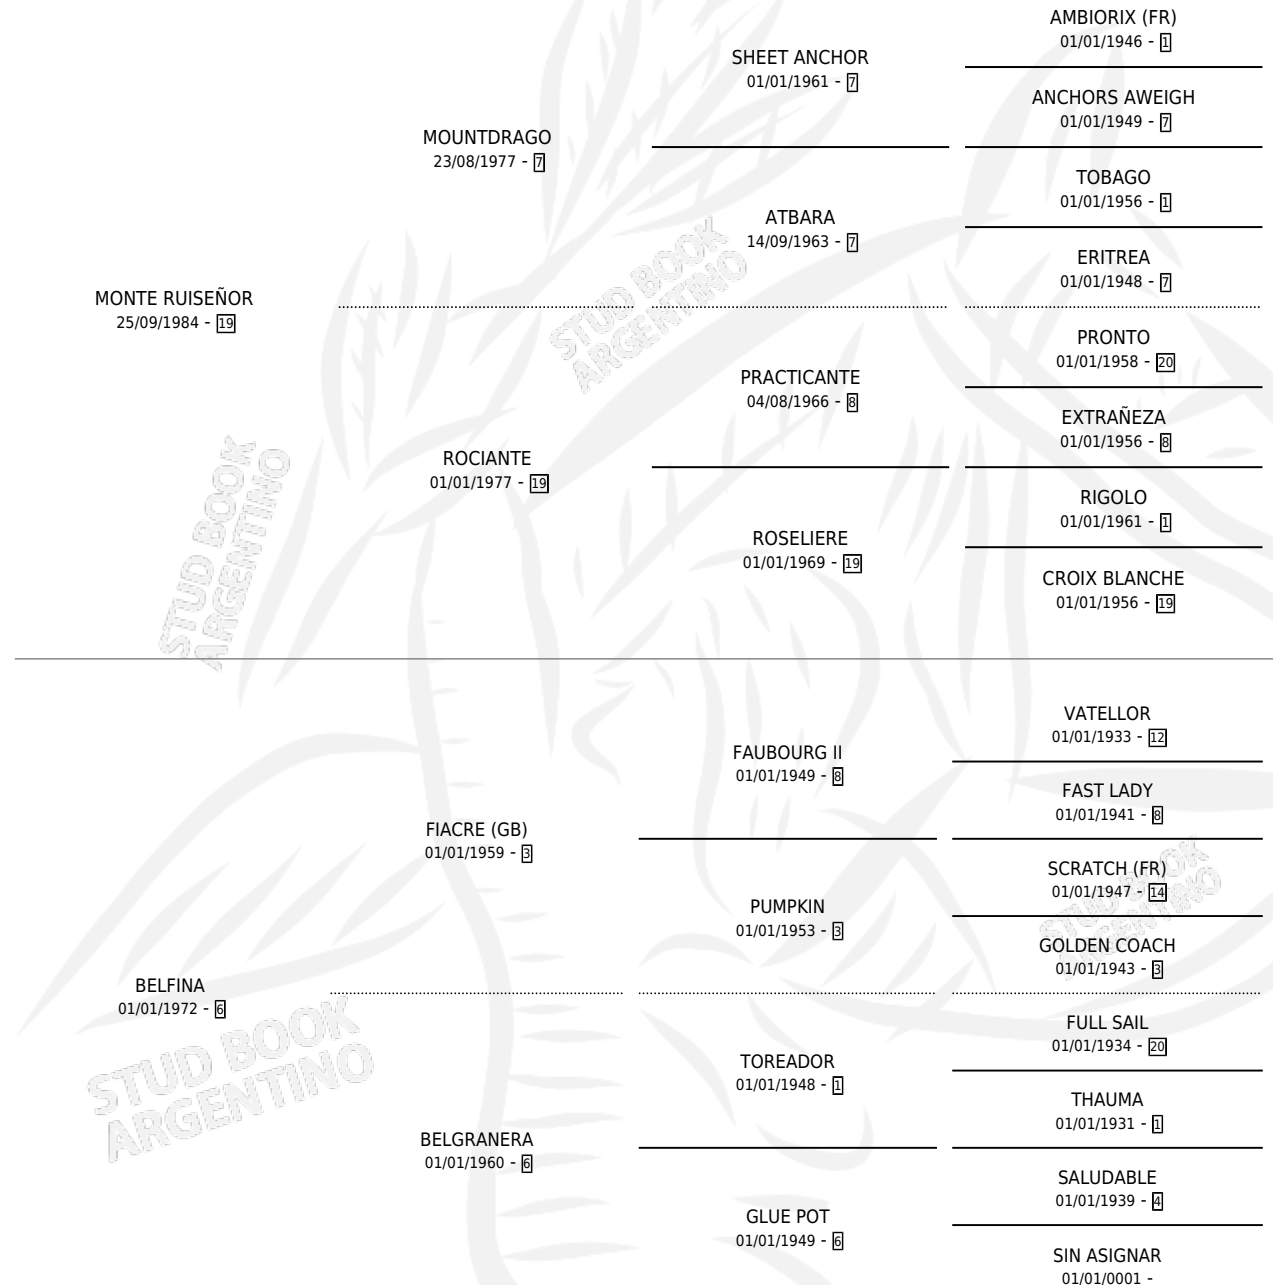 AMBIORIX (FR)
01/01/1946 - 1
SHEET ANCHOR
01/01/1961 - 7
ANCHORS AWEIGH
01/01/1949 - 7
MOUNTDRAGO
23/08/1977 - 7
TOBAGO
01/01/1956 - 1
ATBARA
14/09/1963 - 7
ERITREA
01/01/1948 - 7
MONTE RUISEÑOR
25/09/1984 - 19
PRONTO
01/01/1958 - 20
PRACTICANTE
04/08/1966 - 8
EXTRAÑEZA
01/01/1956 - 8
ROCIANTE
01/01/1977 - 19
RIGOLO
01/01/1961 - 1
ROSELIERE
01/01/1969 - 19
CROIX BLANCHE
01/01/1956 - 19
VATELLOR
01/01/1933 - 12
FAUBOURG II
01/01/1949 - 8
FAST LADY
01/01/1941 - 8
FIACRE (GB)
01/01/1959 - 3
SCRATCH (FR)
01/01/1947 - 14
PUMPKIN
01/01/1953 - 3
GOLDEN COACH
01/01/1943 - 3
BELFINA
01/01/1972 - 6
FULL SAIL
01/01/1934 - 20
TOREADOR
01/01/1948 - 1
THAUMA
01/01/1931 - 1
BELGRANERA
01/01/1960 - 6
SALUDABLE
01/01/1939 - 4
GLUE POT
01/01/1949 - 6
SIN ASIGNAR
01/01/0001 -
STUD BOOK
ARGENTINO
STUD BOOK
ARGENTINO
STUD BOOK
ARGENTINO
STUD BOOK
ARGENTINO